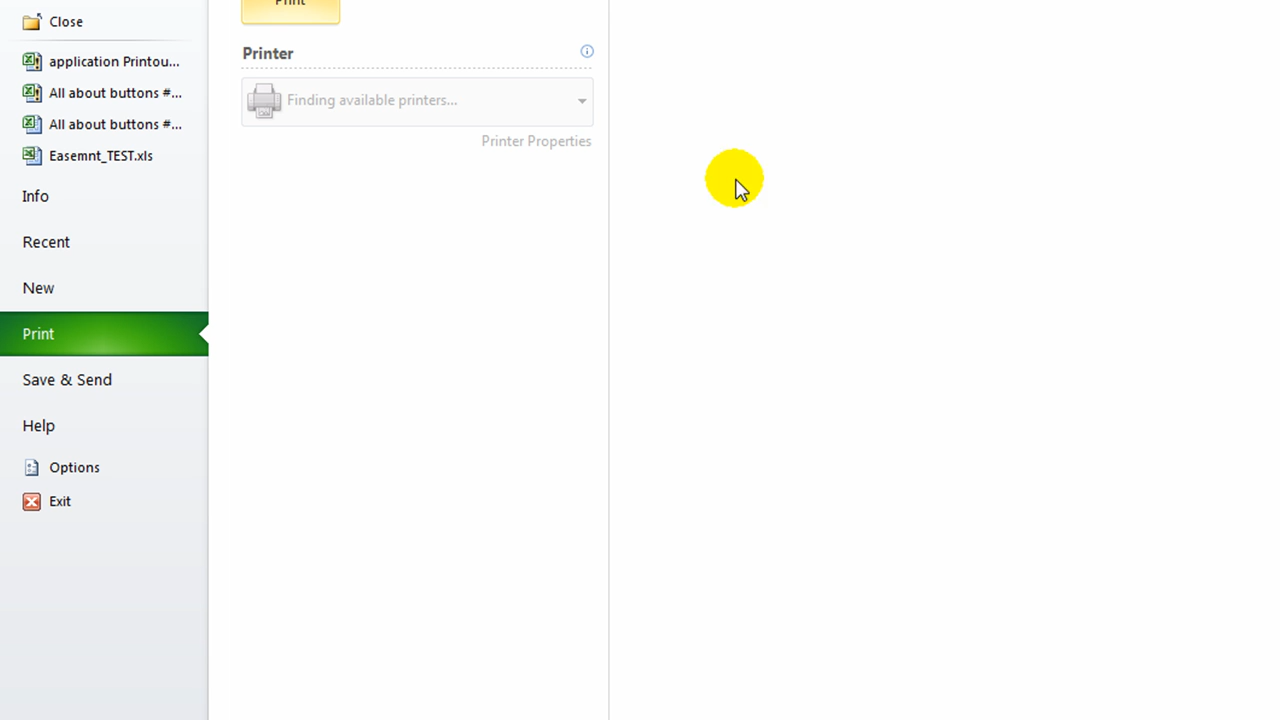 Close
application Printou...
All about buttons #...
All about buttons #...
Easemnt_TEST.xls
Info
Recent
New
Print
Save & Send
Help
Options
Exit
Print
Printer
Finding available printers...
Printer Properties